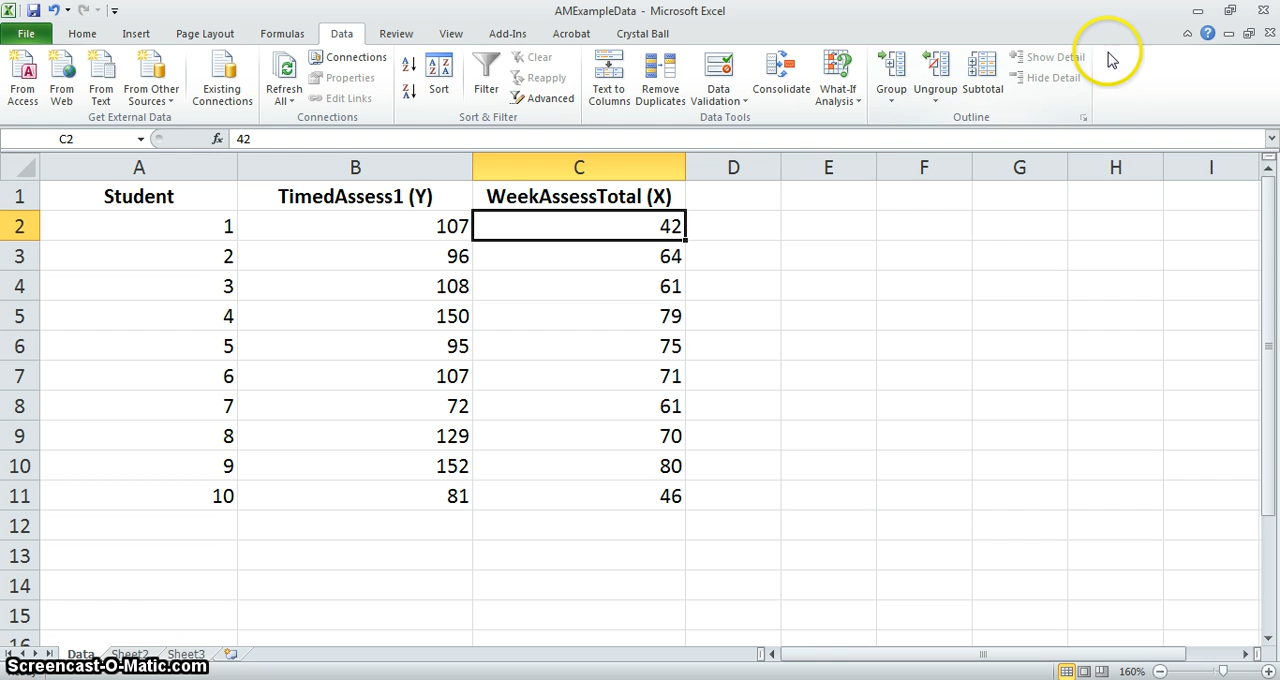 AMExampleData - Microsoft Excel
File Home Insert Page Layout Formulas Data Review View Add-Ins Acrobat Crystal Ball
From Access From Web From Text From Other Sources Existing Connections Refresh All Connections Properties Edit Links Sort Filter Clear Reapply Advanced Text to Columns Remove Duplicates Data Validation Consolidate What-If Analysis Group Ungroup Subtotal Show Detail Hide Detail
Get External Data Connections Sort & Filter Data Tools Outline
C2 fx 42
A B C D E F G H I
1 Student TimedAssess1 (Y) WeekAssessTotal (X)
2 1 107 42
3 2 96 64
4 3 108 61
5 4 150 79
6 5 95 75
7 6 107 71
8 7 72 61
9 8 129 70
10 9 152 80
11 10 81 46
12
13
14
15
16
Data Sheet2 Sheet3
Screencast-O-Matic.com 160%